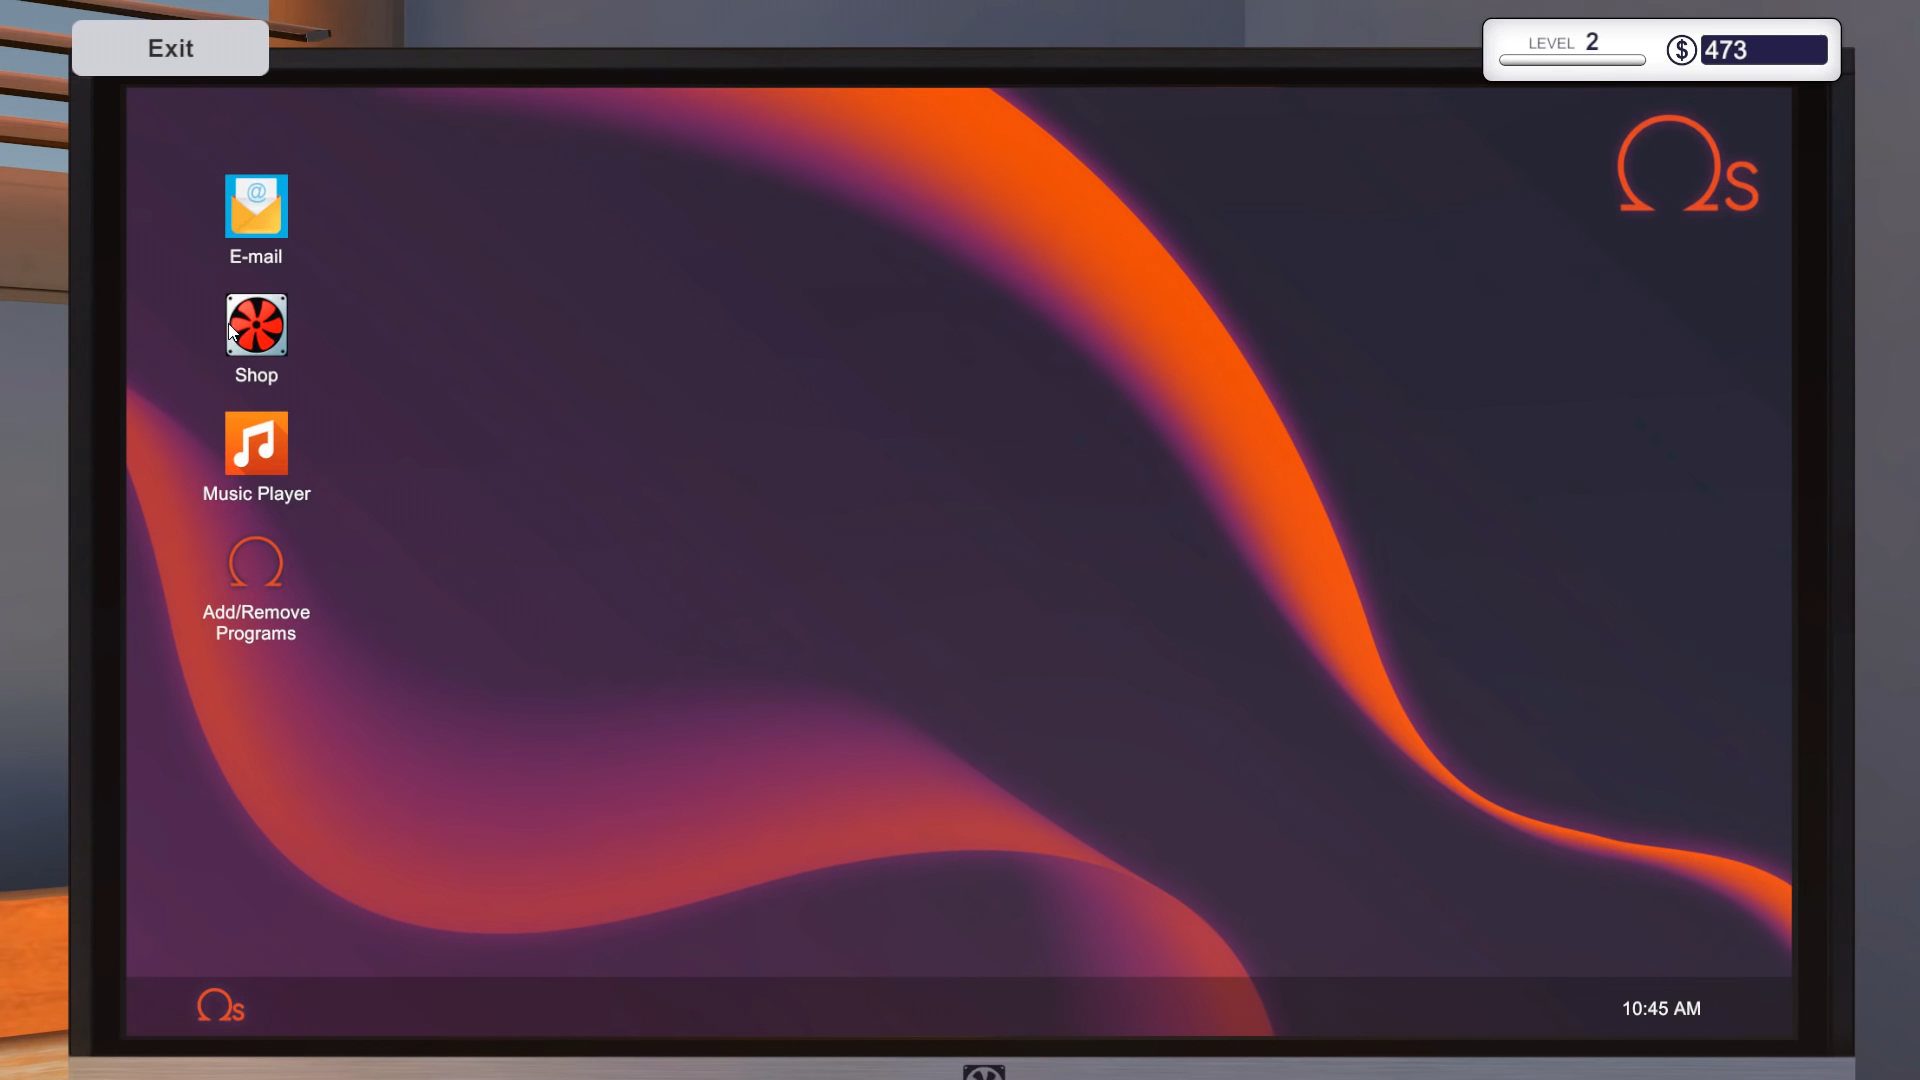 Exit
LEVEL 2
$ 473
Ωs
E-mail
Shop
Music Player
Add/Remove
Programs
Ωs
10:45 AM